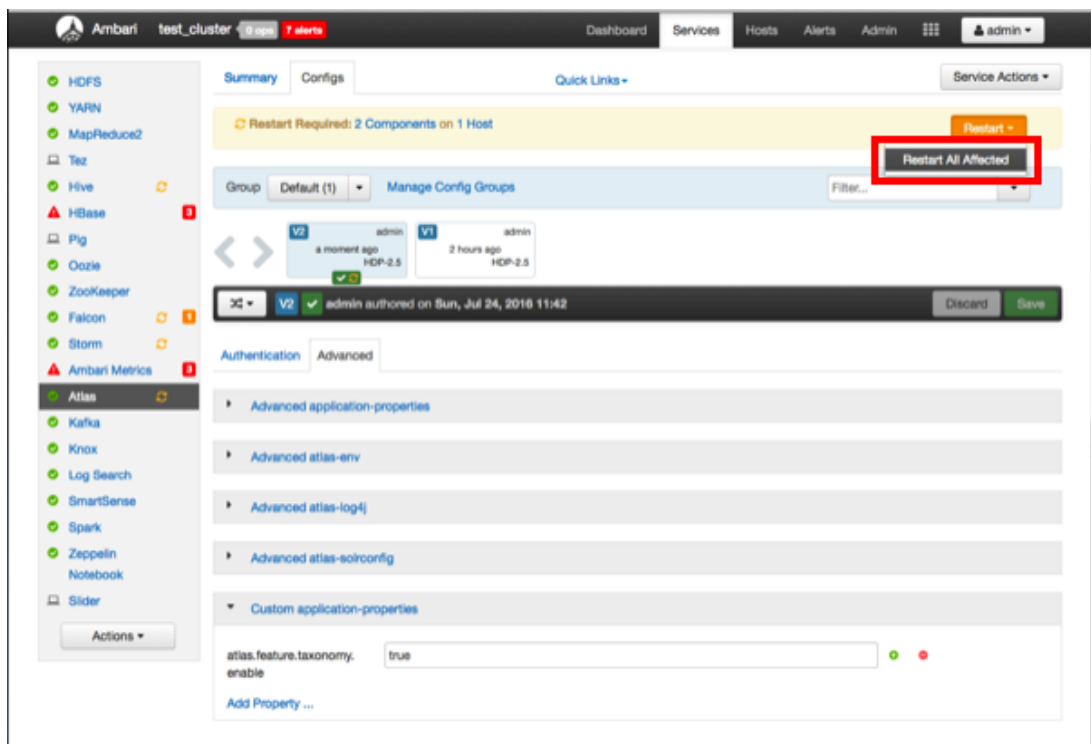 Ambari test_cluster 0 ops 7 alerts Dashboard Services Hosts Alerts Admin admin
HDFS
YARN
MapReduce2
Tez
Hive
HBase 3
Pig
Oozie
ZooKeeper
Falcon 1
Storm
Ambari Metrics 3
Atlas
Kafka
Knox
Log Search
SmartSense
Spark
Zeppelin
Notebook
Slider
Actions
Summary Configs Quick Links Service Actions
Restart Required: 2 Components on 1 Host Restart
Restart All Affected
Group Default (1) Manage Config Groups Filter...
V2 admin
a moment ago
HDP-2.5
V1 admin
2 hours ago
HDP-2.5
V2 admin authored on Sun, Jul 24, 2016 11:42 Discard Save
Authentication Advanced
Advanced application-properties
Advanced atlas-env
Advanced atlas-log4j
Advanced atlas-solrconfig
Custom application-properties
atlas.feature.taxonomy. true
enable
Add Property ...